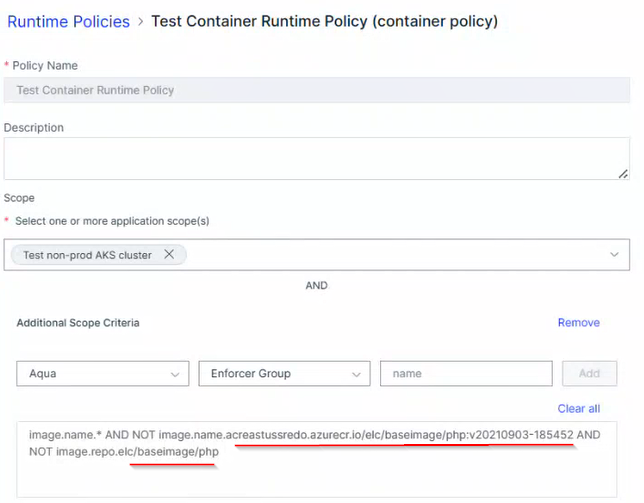 Runtime Policies > Test Container Runtime Policy (container policy)
* Policy Name
Test Container Runtime Policy
Description
Scope
* Select one or more application scope(s)
Test non-prod AKS cluster ×
AND
Additional Scope Criteria Remove
Aqua Enforcer Group name Add
Clear all
image.name.* AND NOT image.name.acreastussredo.azurecr.io/elc/baseimage/php:v20210903-185452 AND
NOT image.repo.elc/baseimage/php